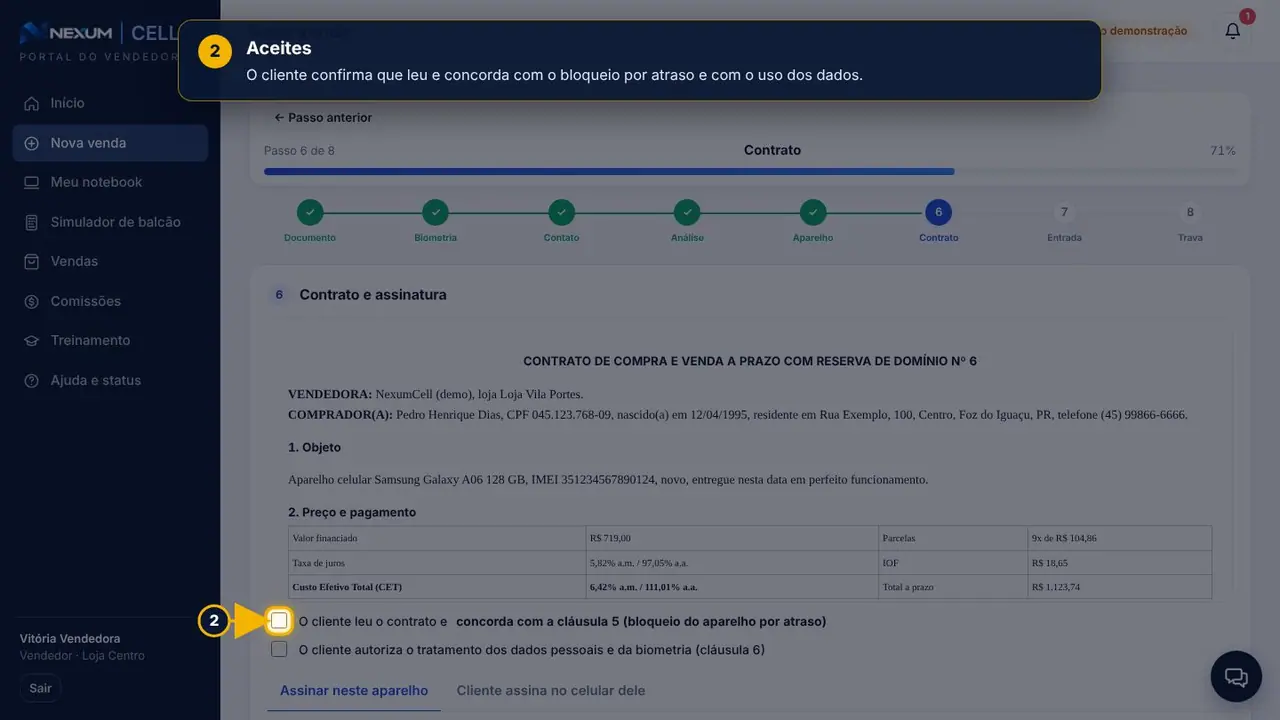 NEXUM | CELL
PORTAL DO VENDEDOR
Início
Nova venda
Meu notebook
Simulador de balcão
Vendas
Comissões
Treinamento
Ajuda e status
Vitória Vendedora
Vendedor · Loja Centro
Sair
2
Aceites
O cliente confirma que leu e concorda com o bloqueio por atraso e com o uso dos dados.
demonstração
1
← Passo anterior
Passo 6 de 8
Contrato
71%
6
7
8
Documento
Biometria
Contato
Análise
Aparelho
Contrato
Entrada
Trava
6 Contrato e assinatura
CONTRATO DE COMPRA E VENDA A PRAZO COM RESERVA DE DOMÍNIO Nº 6
VENDEDORA: NexumCell (demo), loja Loja Vila Portes.
COMPRADOR(A): Pedro Henrique Dias, CPF 045.123.768-09, nascido(a) em 12/04/1995, residente em Rua Exemplo, 100, Centro, Foz do Iguaçu, PR, telefone (45) 99866-6666.
1. Objeto
Aparelho celular Samsung Galaxy A06 128 GB, IMEI 351234567890124, novo, entregue nesta data em perfeito funcionamento.
2. Preço e pagamento
Valor financiado R$ 719,00 Parcelas 9x de R$ 104,86
Taxa de juros 5,82% a.m. / 97,05% a.a. IOF R$ 18,65
Custo Efetivo Total (CET) 6,42% a.m. / 111,01% a.a. Total a prazo R$ 1.123,74
2
O cliente leu o contrato e concorda com a cláusula 5 (bloqueio do aparelho por atraso)
O cliente autoriza o tratamento dos dados pessoais e da biometria (cláusula 6)
Assinar neste aparelho
Cliente assina no celular dele